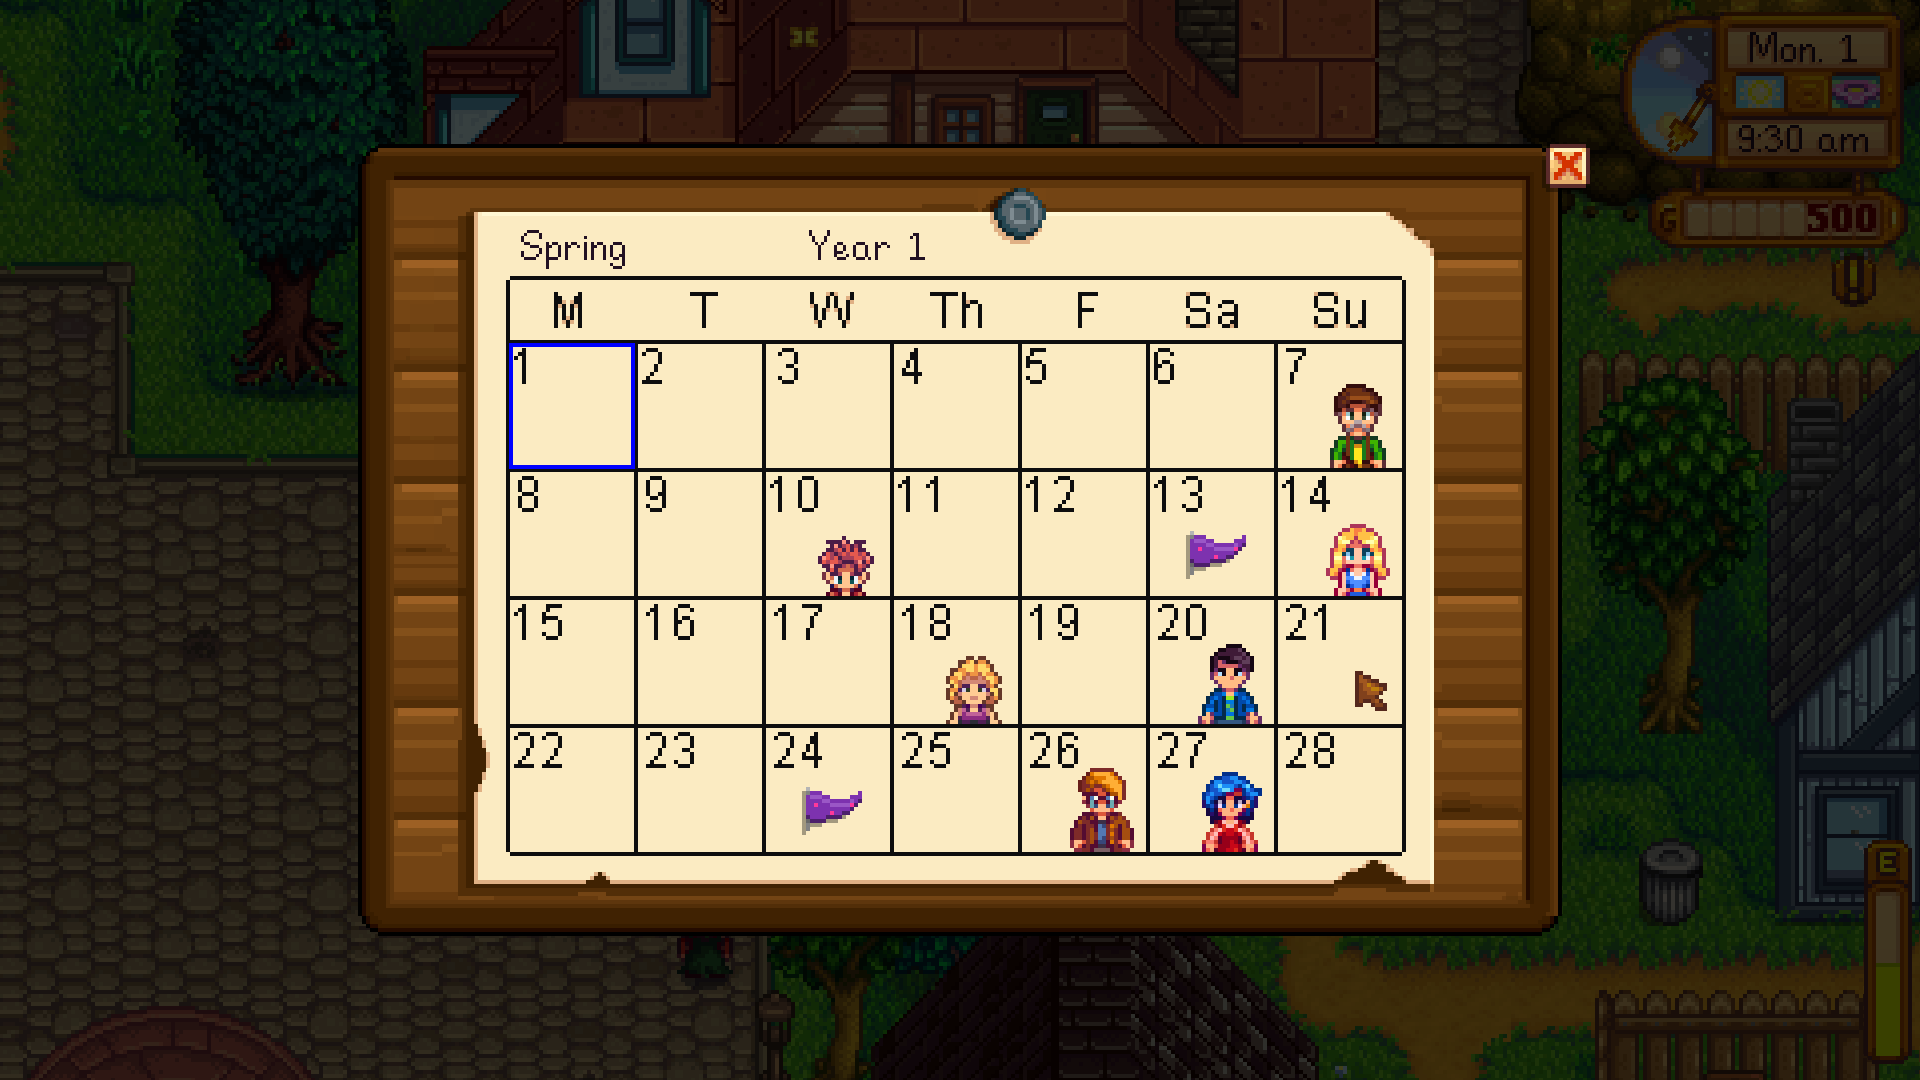 Mon. 1
9:30 am
G 500
Spring Year 1
M T W Th F Sa Su
1 2 3 4 5 6 7
8 9 10 11 12 13 14
15 16 17 18 19 20 21
22 23 24 25 26 27 28
E